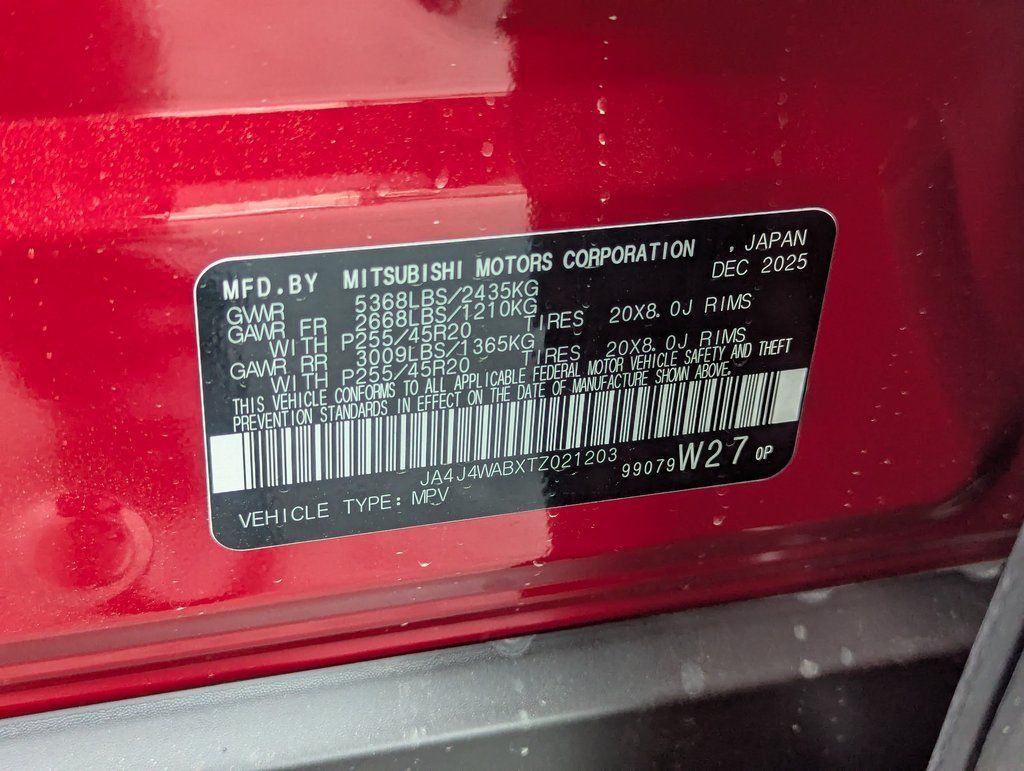 MFD.BY MITSUBISHI MOTORS CORPORATION . JAPAN
DEC 2025
GVWR 5368LBS/2435KG
GAWR FR 2668LBS/1210KG
WITH P255/45R20 TIRES 20X8.0J RIMS
GAWR RR 3009LBS/1365KG
WITH P255/45R20 TIRES 20X8.0J RIMS
THIS VEHICLE CONFORMS TO ALL APPLICABLE FEDERAL MOTOR VEHICLE SAFETY AND THEFT
PREVENTION STANDARDS IN EFFECT ON THE DATE OF MANUFACTURE SHOWN ABOVE.
JA4J4WABXTZ021203
99079 W27 OP
VEHICLE TYPE: MPV